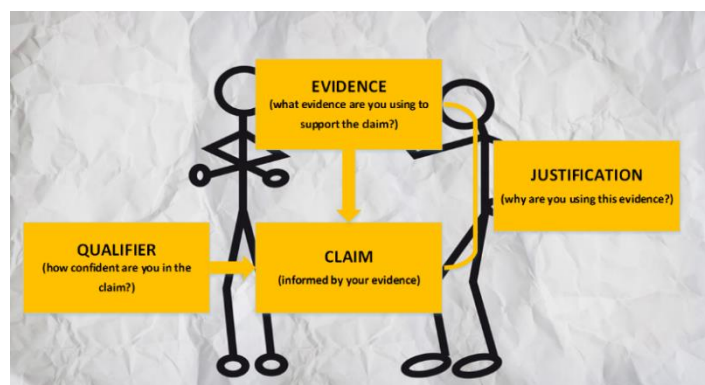 EVIDENCE
(what evidence are you using to
support the claim?)
JUSTIFICATION
(why are you using this evidence?)
QUALIFIER
(how confident are you in the
claim?)
CLAIM
(informed by your evidence)